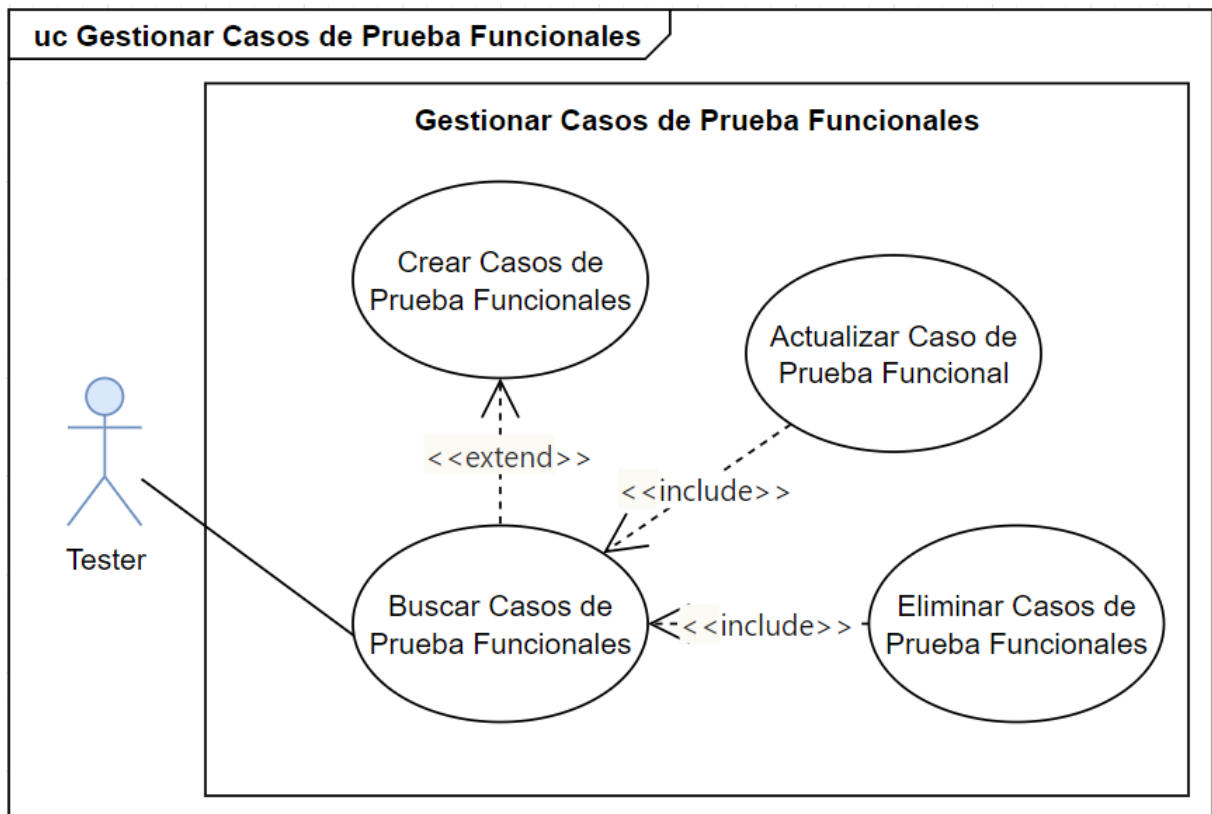 uc Gestionar Casos de Prueba Funcionales
Gestionar Casos de Prueba Funcionales
Crear Casos de
Prueba Funcionales
Actualizar Caso de
Prueba Funcional
<<extend>>
<<include>>
Tester
Buscar Casos de
Prueba Funcionales
<<include>>
Eliminar Casos de
Prueba Funcionales